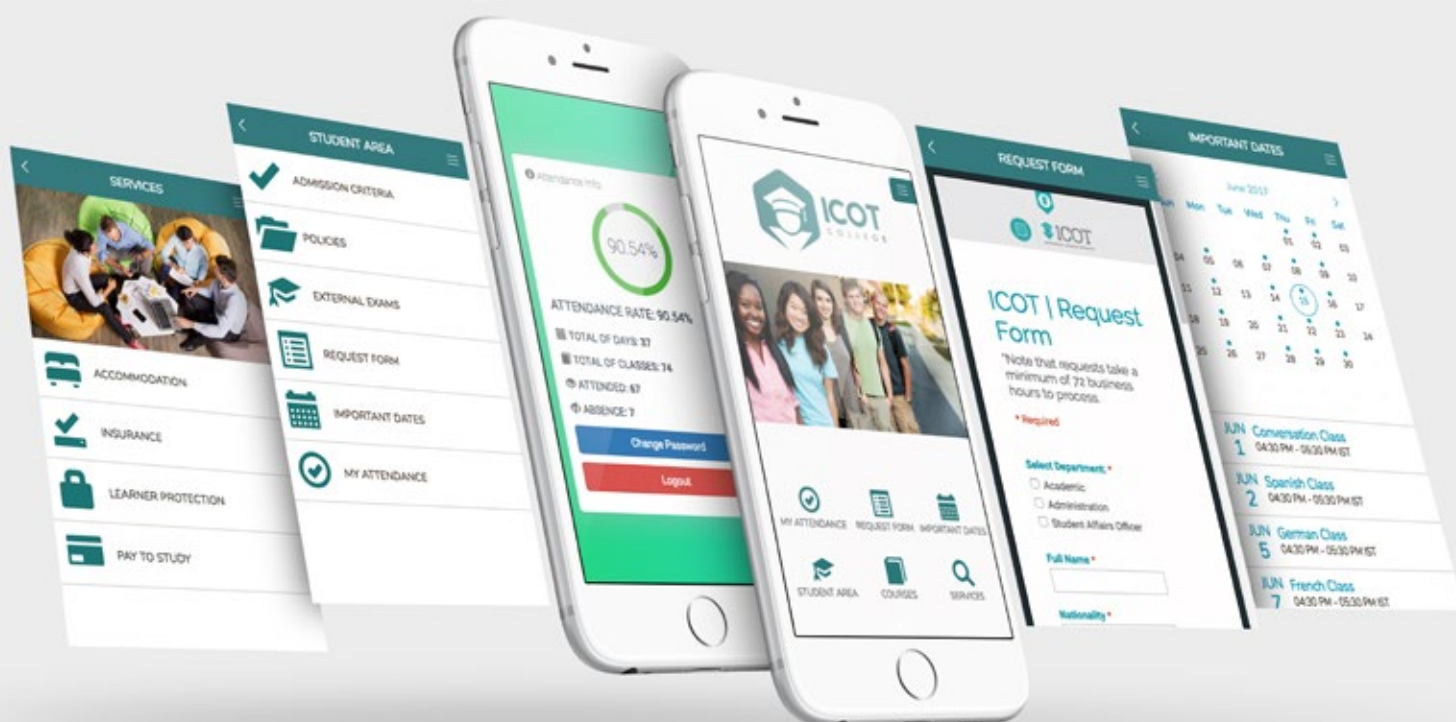 SERVICES
ACCOMMODATION
INSURANCE
LEARNER PROTECTION
PAY TO STUDY
STUDENT AREA
ADMISSION CRITERIA
POLICIES
EXTERNAL EXAMS
REQUEST FORM
IMPORTANT DATES
MY ATTENDANCE
Attendance Info:
90.54%
ATTENDANCE RATE: 90.54%
TOTAL OF DAYS: 37
TOTAL OF CLASSES: 74
ATTENDED: 67
ABSENCE: 7
Change Password
Logout
ICOT
COLLEGE
MY ATTENDANCE REQUEST FORM IMPORTANT DATES
STUDENT AREA COURSES SERVICES
REQUEST FORM
ICOT
ICOT | Request
Form
*Note that requests take a
minimum of 72 business
hours to process.
* Required
Select Department: *
Academic
Administration
Student Affairs Officer
Full Name *
Nationality *
IMPORTANT DATES
June 2017
Mon Tue Wed Thu Fri Sat
01 02 03
04 05 06 07 08 09 10
11 12 13 14 15 16 17
18 19 20 21 22 23 24
25 26 27 28 29 30
JUN Conversation Class
1 04:30 PM - 05:30 PM IST
JUN Spanish Class
2 04:30 PM - 05:30 PM IST
JUN German Class
5 04:30 PM - 05:30 PM IST
JUN French Class
7 04:30 PM - 05:30 PM IST